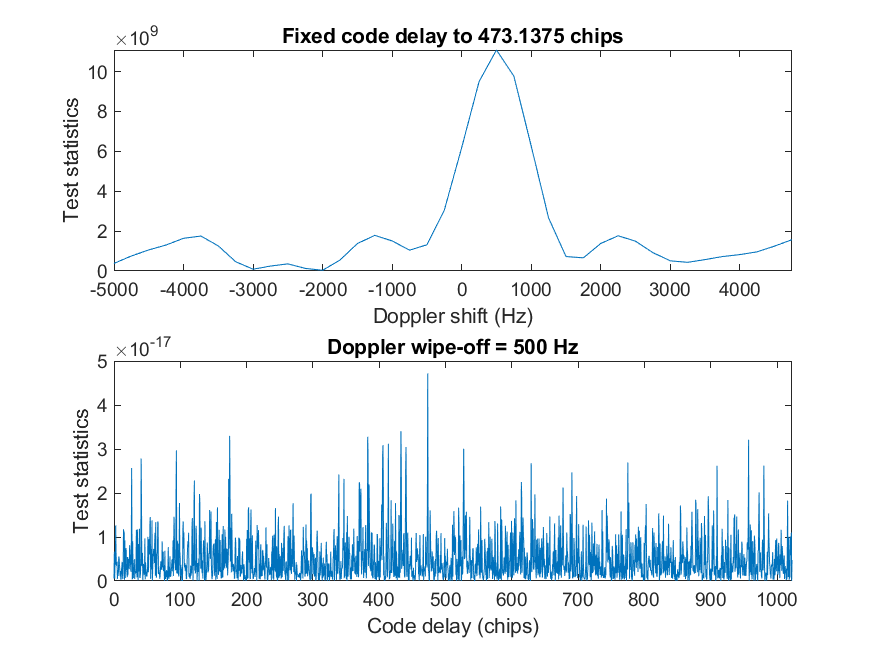 ×10^9
Fixed code delay to 473.1375 chips
10
8
6
4
2
0
Test statistics
-5000 -4000 -3000 -2000 -1000 0 1000 2000 3000 4000
Doppler shift (Hz)
×10^-17
Doppler wipe-off = 500 Hz
5
4
3
2
1
0
Test statistics
0 100 200 300 400 500 600 700 800 900 1000
Code delay (chips)